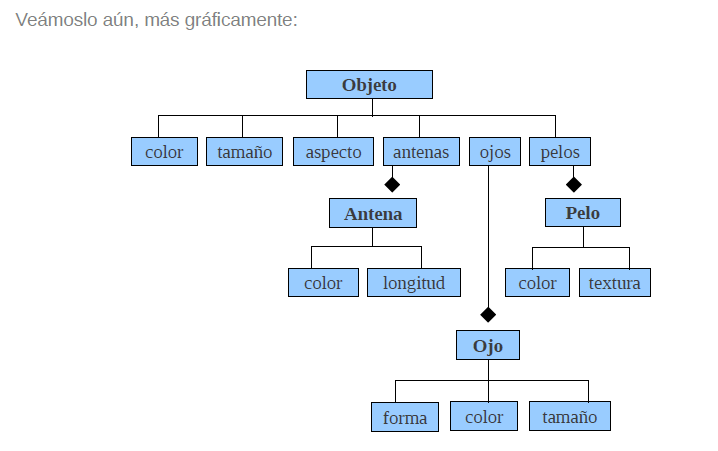 Veámoslo aún, más gráficamente:
Objeto
color tamaño aspecto antenas ojos pelos
Antena Pelo
color longitud color textura
Ojo
forma color tamaño